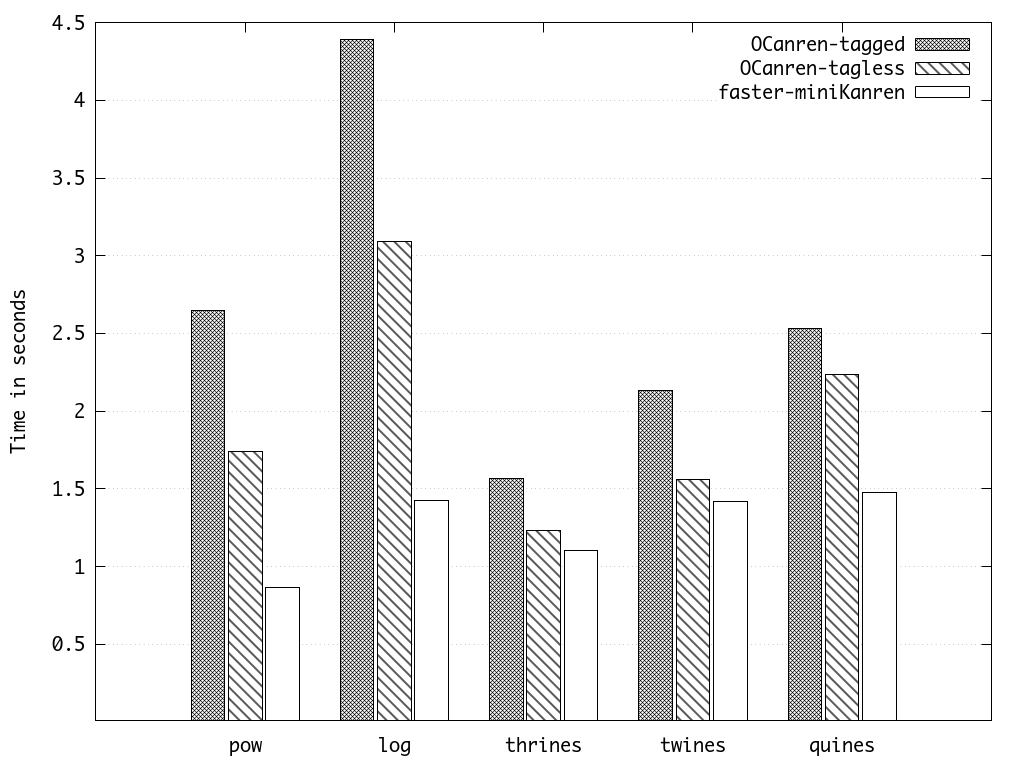 4.5
4
3.5
3
2.5
2
1.5
1
0.5
Time in seconds
OCanren-tagged
OCanren-tagless
faster-miniKanren
pow log thrines twines quines